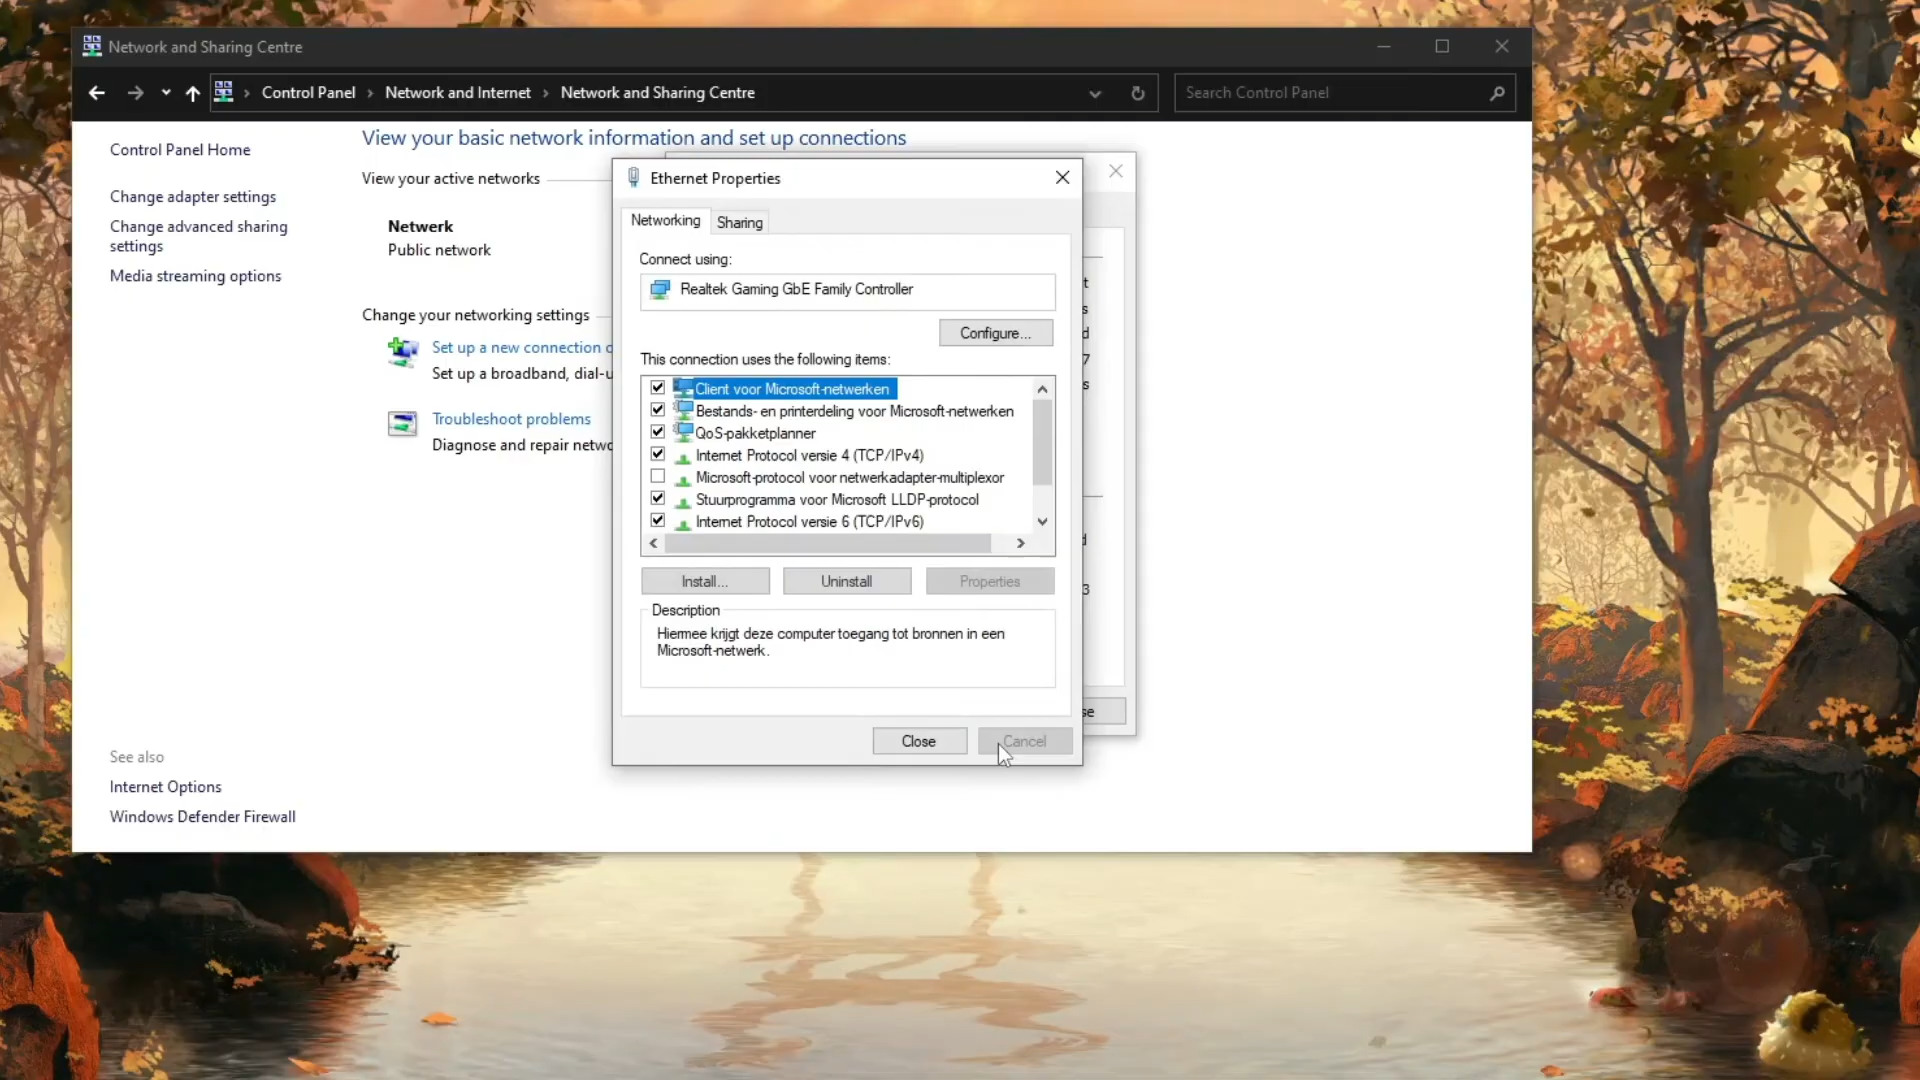 Network and Sharing Centre
Control Panel
Network and Internet
Network and Sharing Centre
Search Control Panel
Control Panel Home
Change adapter settings
Change advanced sharing
settings
Media streaming options
See also
Internet Options
Windows Defender Firewall
View your basic network information and set up connections
View your active networks
Netwerk
Public network
Change your networking settings
Set up a new connection
Set up a broadband, dial-u
Troubleshoot problems
Diagnose and repair netwo
Ethernet Properties
Networking
Sharing
Connect using:
Realtek Gaming GbE Family Controller
Configure...
This connection uses the following items:
Client voor Microsoft-netwerken
Bestands- en printerdeling voor Microsoft-netwerken
QoS-pakketplanner
Internet Protocol versie 4 (TCP/IPv4)
Microsoft-protocol voor netwerkadapter-multiplexor
Stuurprogramma voor Microsoft LLDP-protocol
Internet Protocol versie 6 (TCP/IPv6)
Install...
Uninstall
Properties
Description
Hiermee krijgt deze computer toegang tot bronnen in een
Microsoft-netwerk.
Close
Cancel